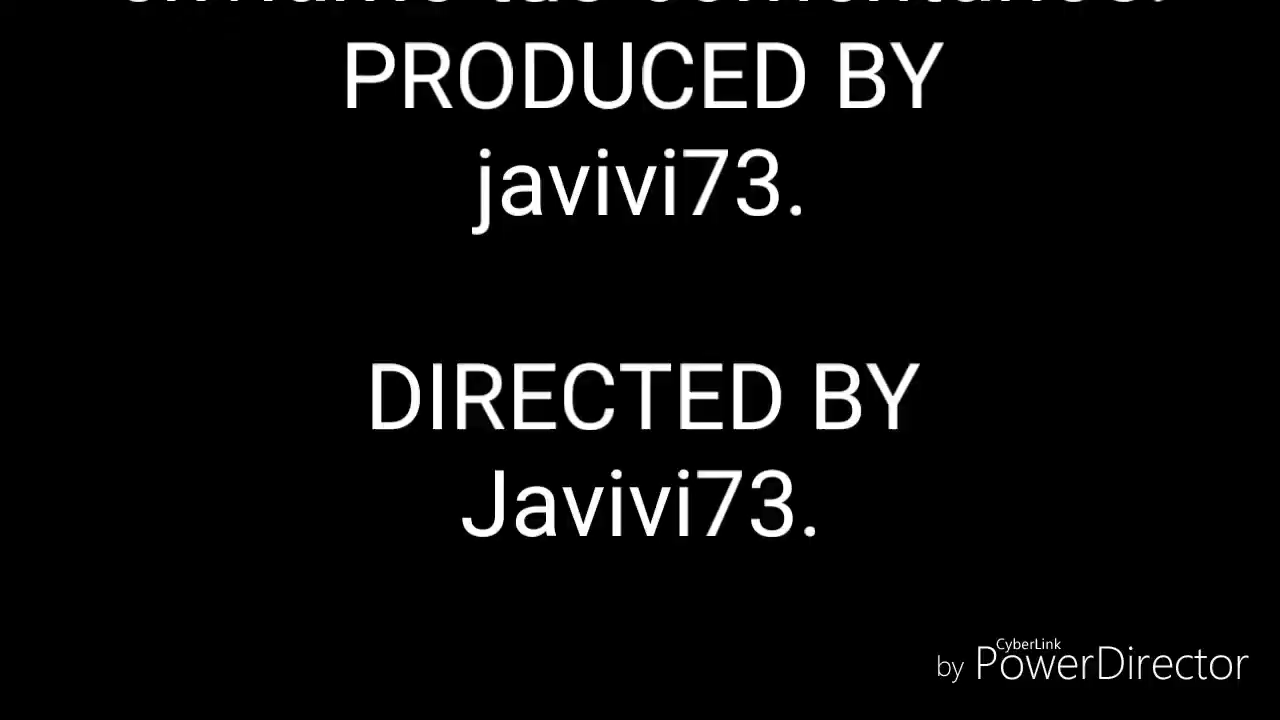 PRODUCED BY
javivi73.
DIRECTED BY
Javivi73.
CyberLink
by PowerDirector